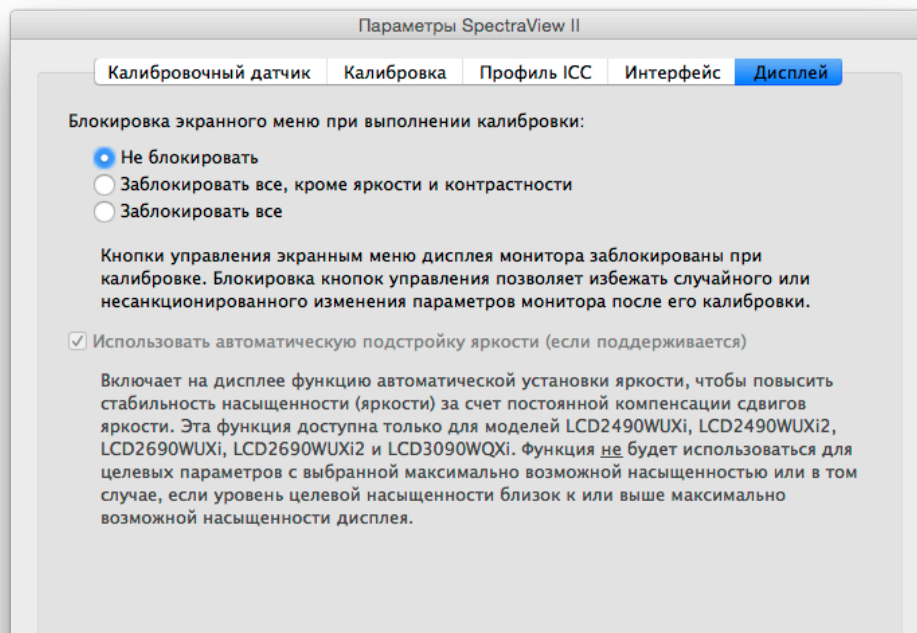 Параметры SpectraView II
Калибровочный датчик Калибровка Профиль ICC Интерфейс Дисплей
Блокировка экранного меню при выполнении калибровки:
Не блокировать
Заблокировать все, кроме яркости и контрастности
Заблокировать все
Кнопки управления экранным меню дисплея монитора заблокированы при
калибровке. Блокировка кнопок управления позволяет избежать случайного или
несанкционированного изменения параметров монитора после его калибровки.
Использовать автоматическую подстройку яркости (если поддерживается)
Включает на дисплее функцию автоматической установки яркости, чтобы повысить
стабильность насыщенности (яркости) за счет постоянной компенсации сдвигов
яркости. Эта функция доступна только для моделей LCD2490WUXi, LCD2490WUXi2,
LCD2690WUXi, LCD2690WUXi2 и LCD3090WQXi. Функция не будет использоваться для
целевых параметров с выбранной максимально возможной насыщенностью или в том
случае, если уровень целевой насыщенности близок к или выше максимально
возможной насыщенности дисплея.